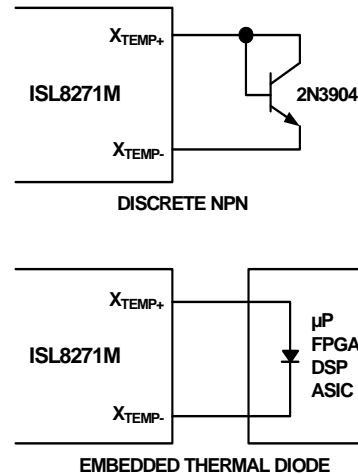 XTEMP+
ISL8271M
2N3904
XTEMP-
DISCRETE NPN
XTEMP+
µP
FPGA
ISL8271M
DSP
ASIC
XTEMP-
EMBEDDED THERMAL DIODE